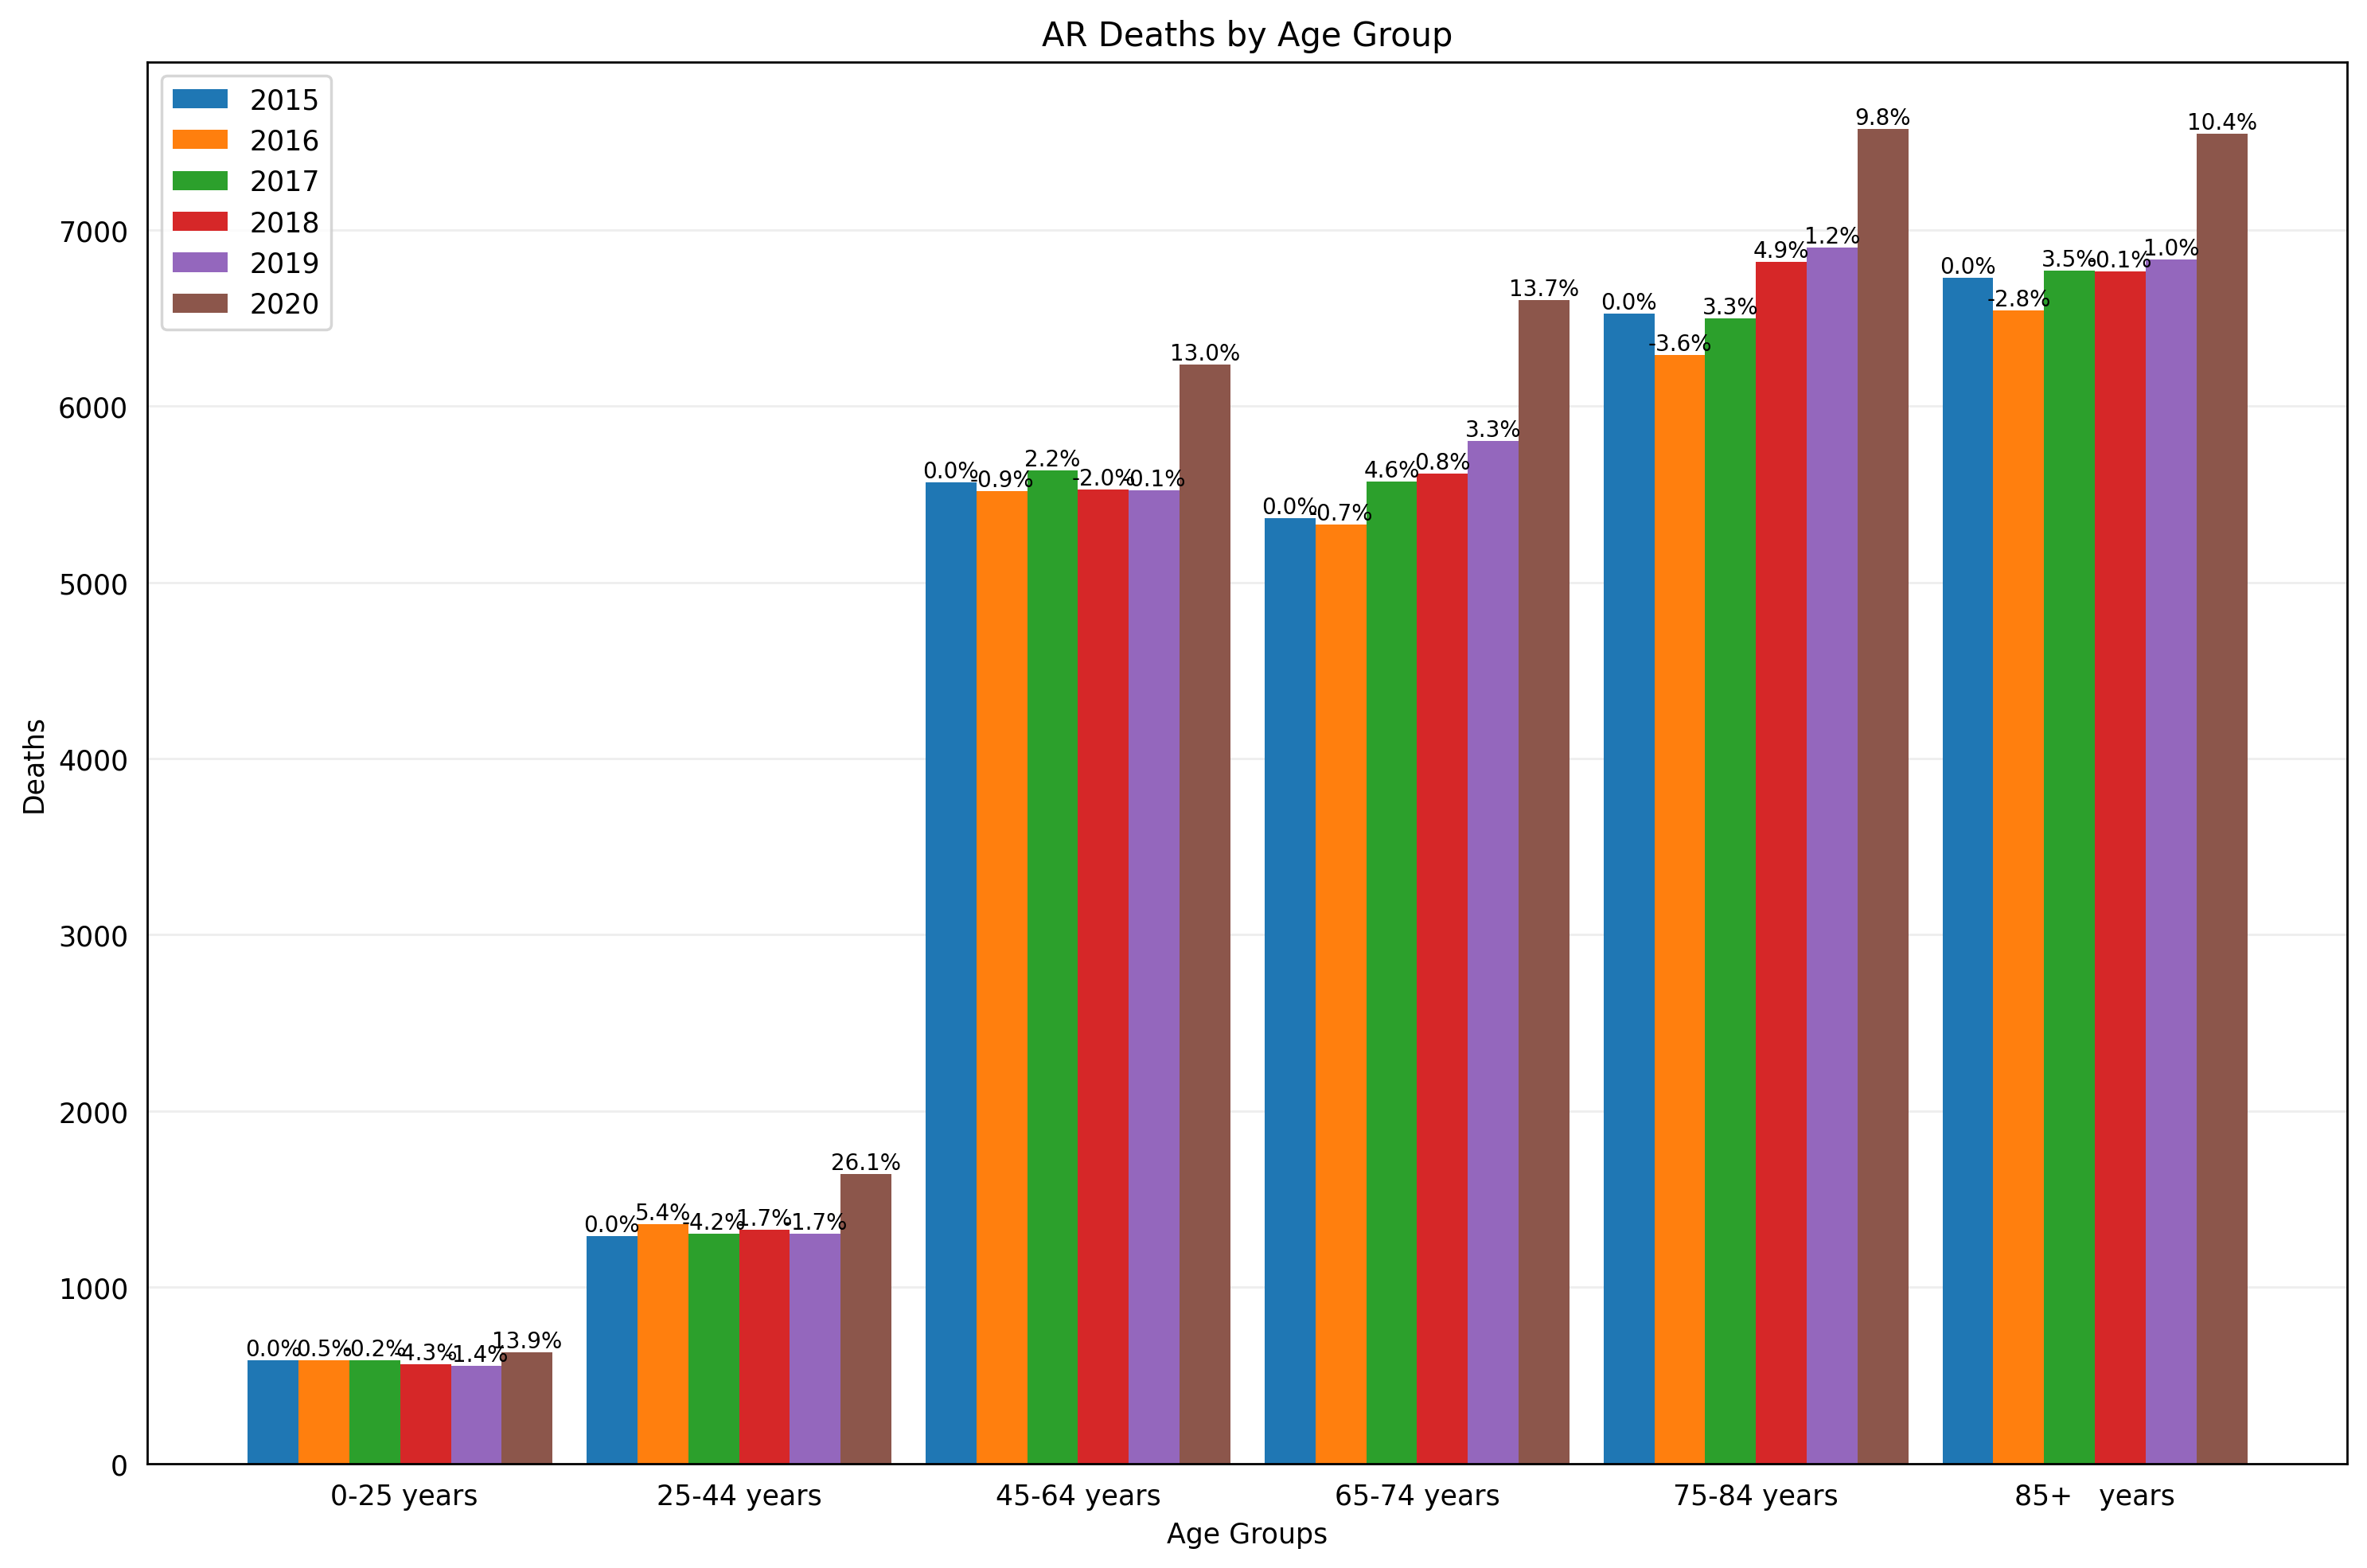 AR Deaths by Age Group
2015
2016
2017
2018
2019
2020
Deaths
7000
6000
5000
4000
3000
2000
1000
0
0.0% 0.5% -0.2% -4.3% -1.4% 13.9%
0.0% 5.4% -4.2% 1.7% -1.7% 26.1%
0.0% -0.9% 2.2% -2.0% -0.1% 13.0%
0.0% -0.7% 4.6% 0.8% 3.3% 13.7%
0.0% -3.6% 3.3% 4.9% 1.2% 9.8%
0.0% -2.8% 3.5% -0.1% 1.0% 10.4%
0-25 years 25-44 years 45-64 years 65-74 years 75-84 years 85+ years
Age Groups